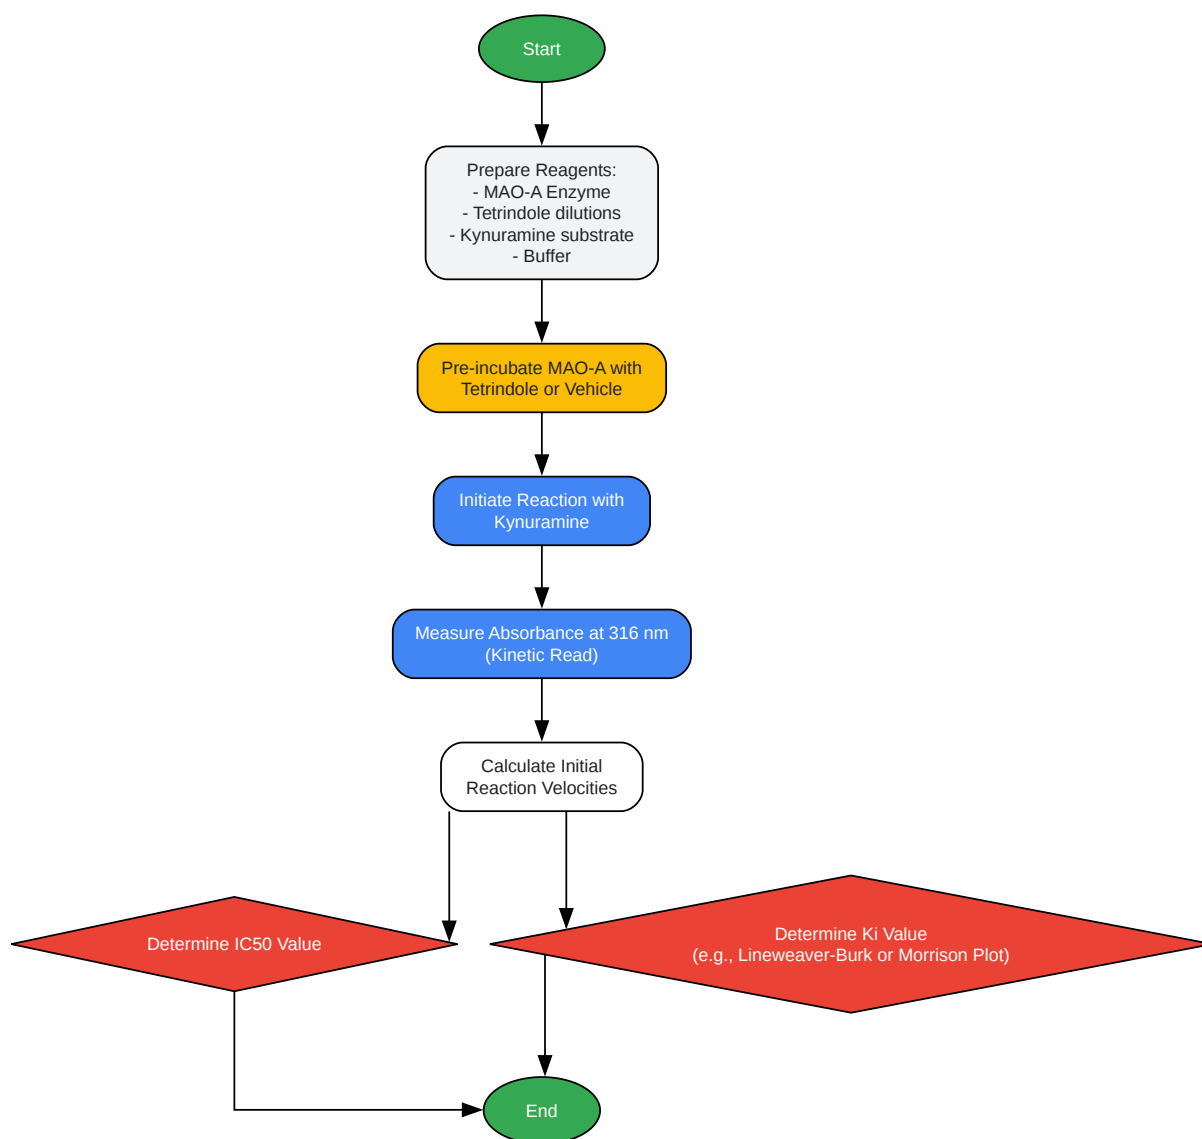 Start
Prepare Reagents:
- MAO-A Enzyme
- Tetrindole dilutions
- Kynuramine substrate
- Buffer
Pre-incubate MAO-A with
Tetrindole or Vehicle
Initiate Reaction with
Kynuramine
Measure Absorbance at 316 nm
(Kinetic Read)
Calculate Initial
Reaction Velocities
Determine IC50 Value
Determine Ki Value
(e.g., Lineweaver-Burk or Morrison Plot)
End